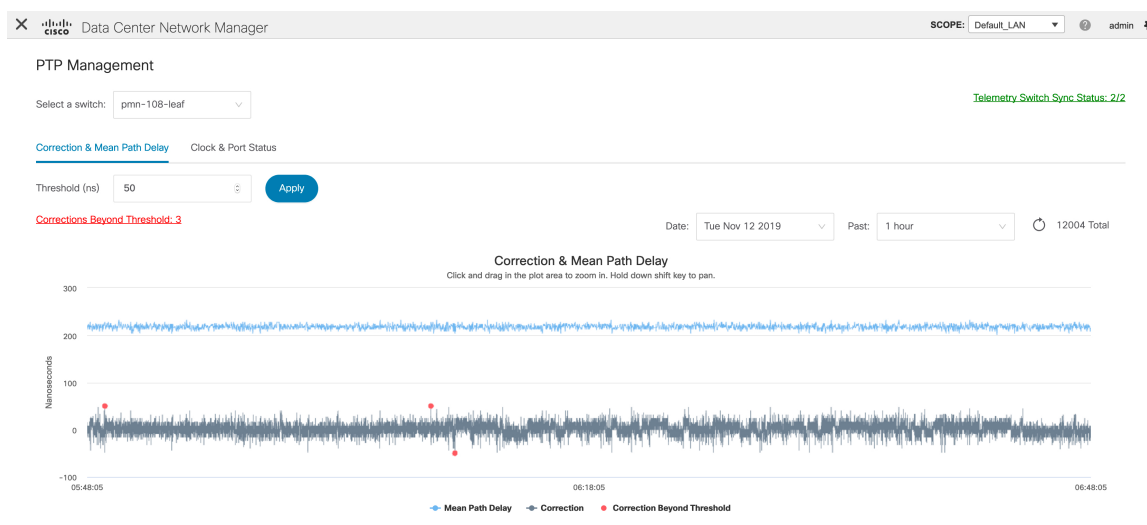 CISCO Data Center Network Manager SCOPE: Default_LAN ? admin
PTP Management
Select a switch: pmn-108-leaf Telemetry Switch Sync Status: 2/2
Correction & Mean Path Delay Clock & Port Status
Threshold (ns) 50 Apply
Corrections Beyond Threshold: 3
Date: Tue Nov 12 2019 Past: 1 hour 12004 Total
Correction & Mean Path Delay
Click and drag in the plot area to zoom in. Hold down shift key to pan.
300
200
Nanoseconds
100
0
-100
05:48:05 06:18:05 06:48:05
Mean Path Delay Correction Correction Beyond Threshold